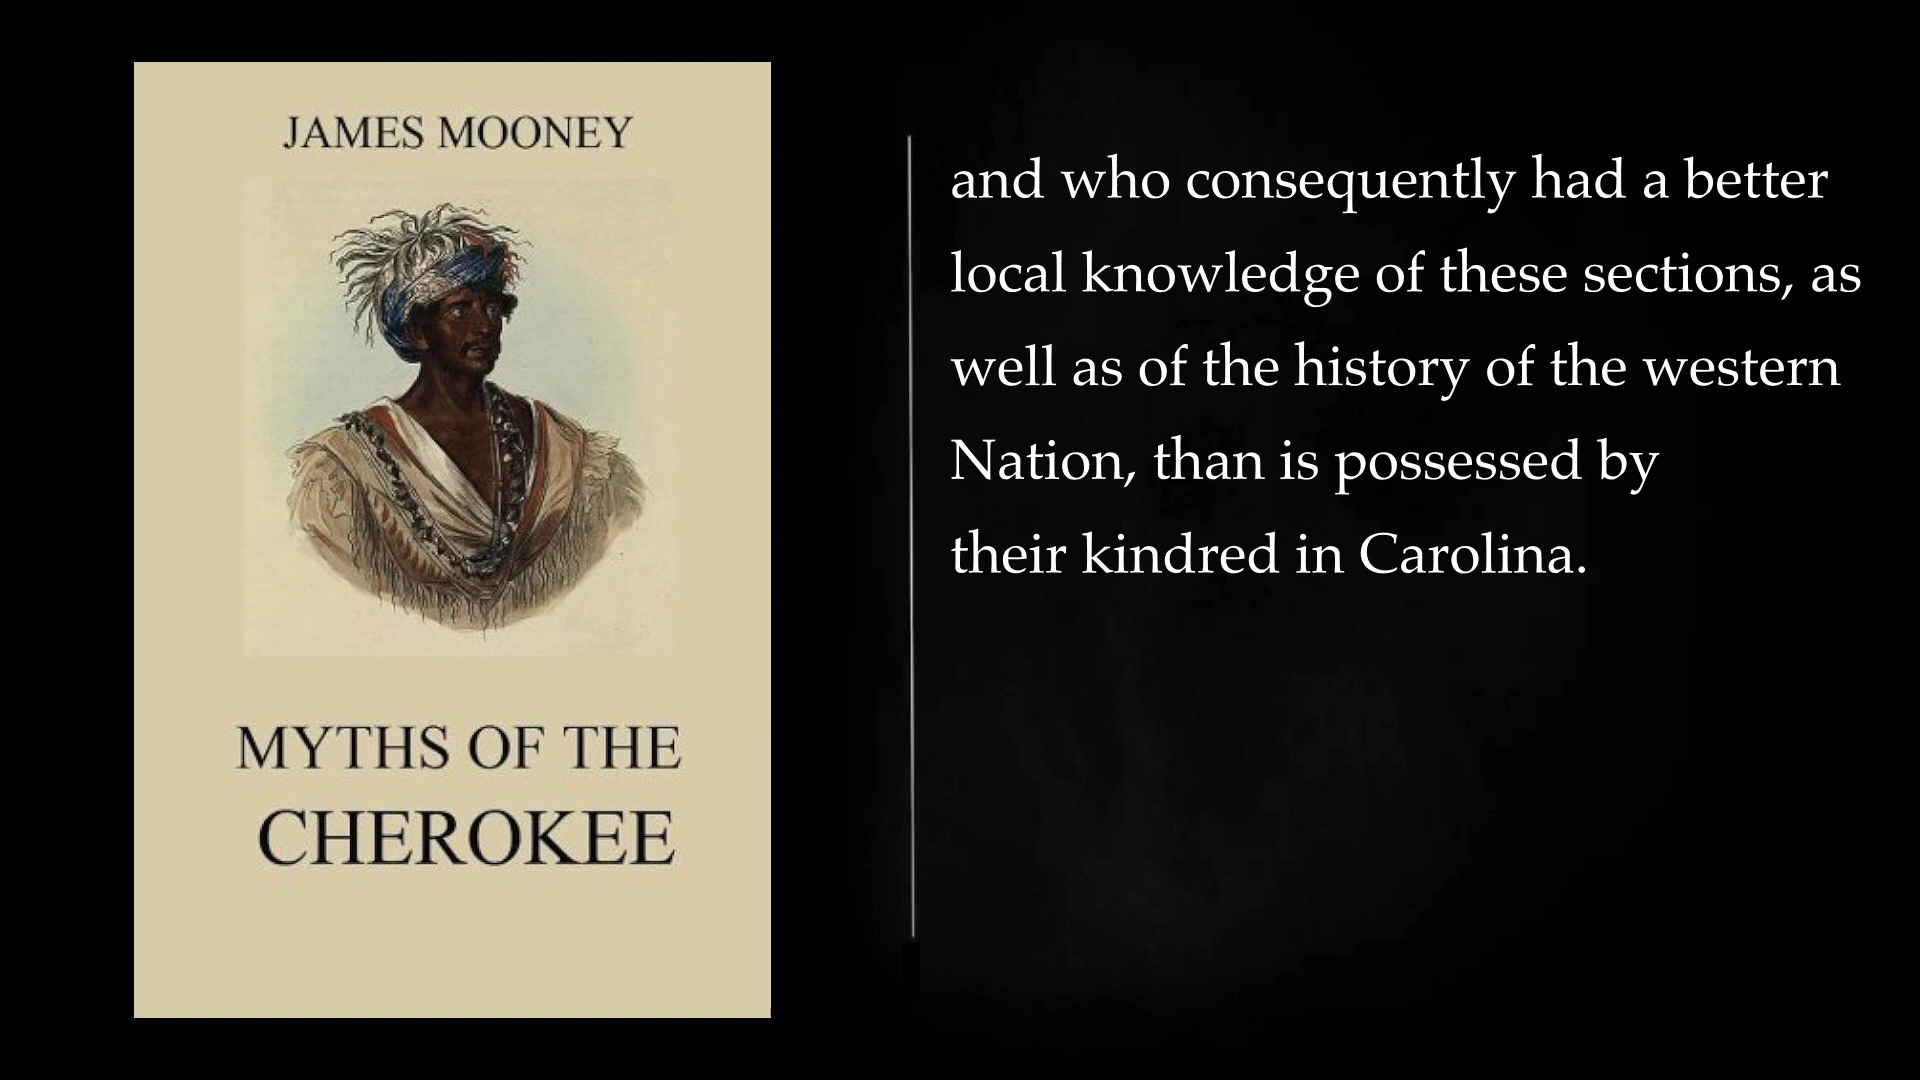 JAMES MOONEY
MYTHS OF THE
CHEROKEE
and who consequently had a better
local knowledge of these sections, as
well as of the history of the western
Nation, than is possessed by
their kindred in Carolina.